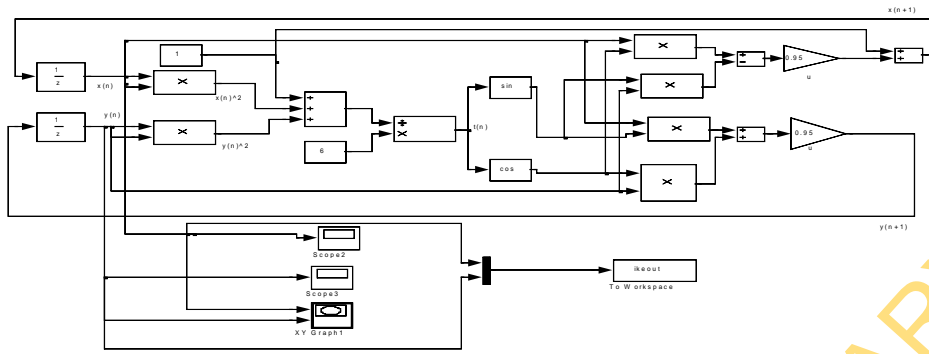 x(n+1)
1
1
z
x(n)
x(n)^2
0.95
u
sin
y(n)
1
z
y(n)^2
6
t(n)
0.95
u
cos
y(n+1)
Scope2
ikeout
To Workspace
Scope3
XY Graph1